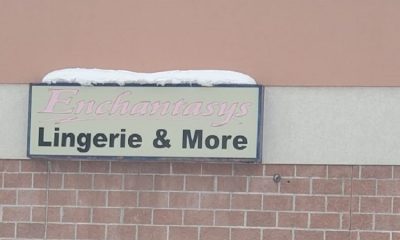 Enchantasys
Lingerie & More